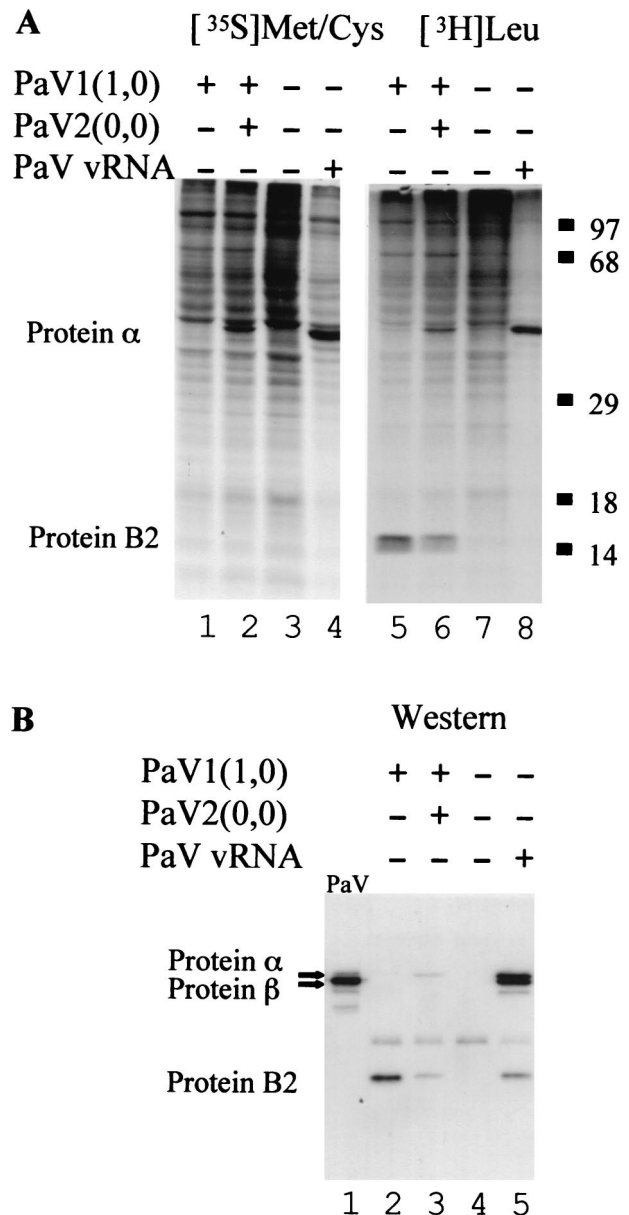 A
[ ³⁵S]Met/Cys [ ³H]Leu
PaV1(1,0) + + – – + + – –
PaV2(0,0) – + – – – + – –
PaV vRNA – – – + – – – +
97
68
Protein α
29
18
Protein B2
14
1 2 3 4 5 6 7 8
B
Western
PaV1(1,0) + + – –
PaV2(0,0) – + – –
PaV vRNA – – – +
PaV
Protein α
Protein β
Protein B2
1 2 3 4 5